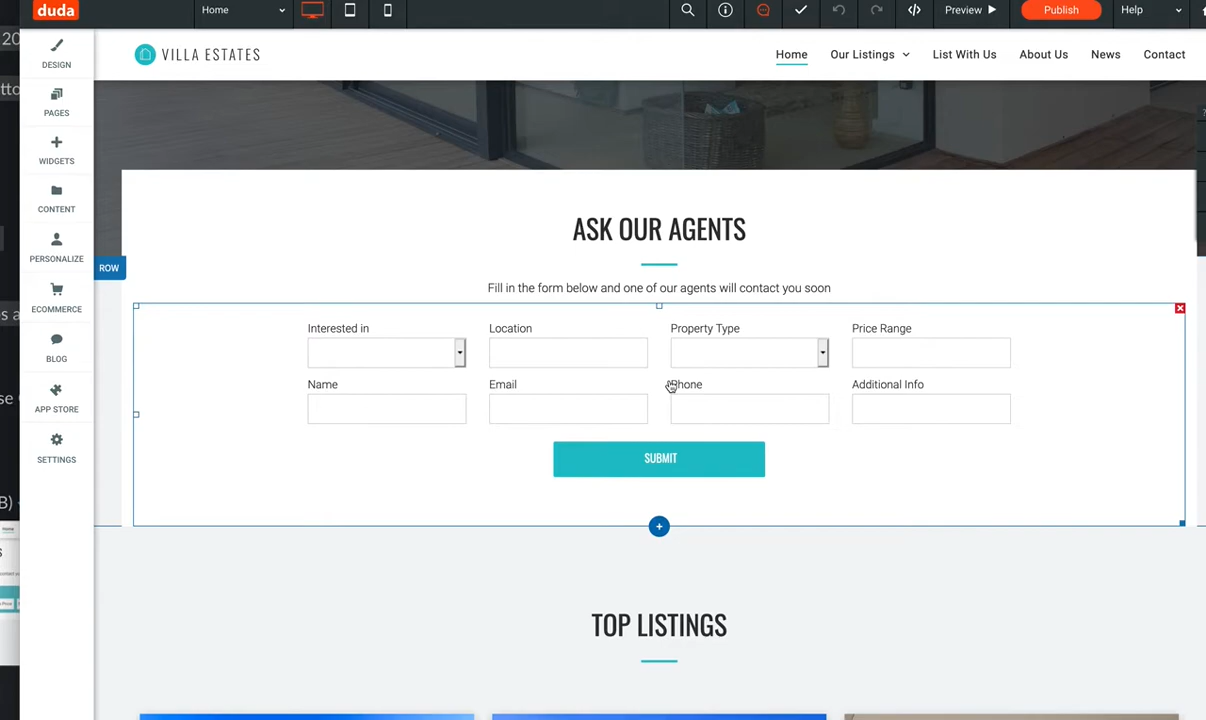 duda
Home
Preview
Publish
Help
20
tto
s a
se
B)
DESIGN
PAGES
WIDGETS
CONTENT
PERSONALIZE
ECOMMERCE
BLOG
APP STORE
SETTINGS
VILLA ESTATES
Home
Our Listings
List With Us
About Us
News
Contact
ROW
ASK OUR AGENTS
Fill in the form below and one of our agents will contact you soon
Interested in
Location
Property Type
Price Range
Name
Email
Phone
Additional Info
SUBMIT
TOP LISTINGS